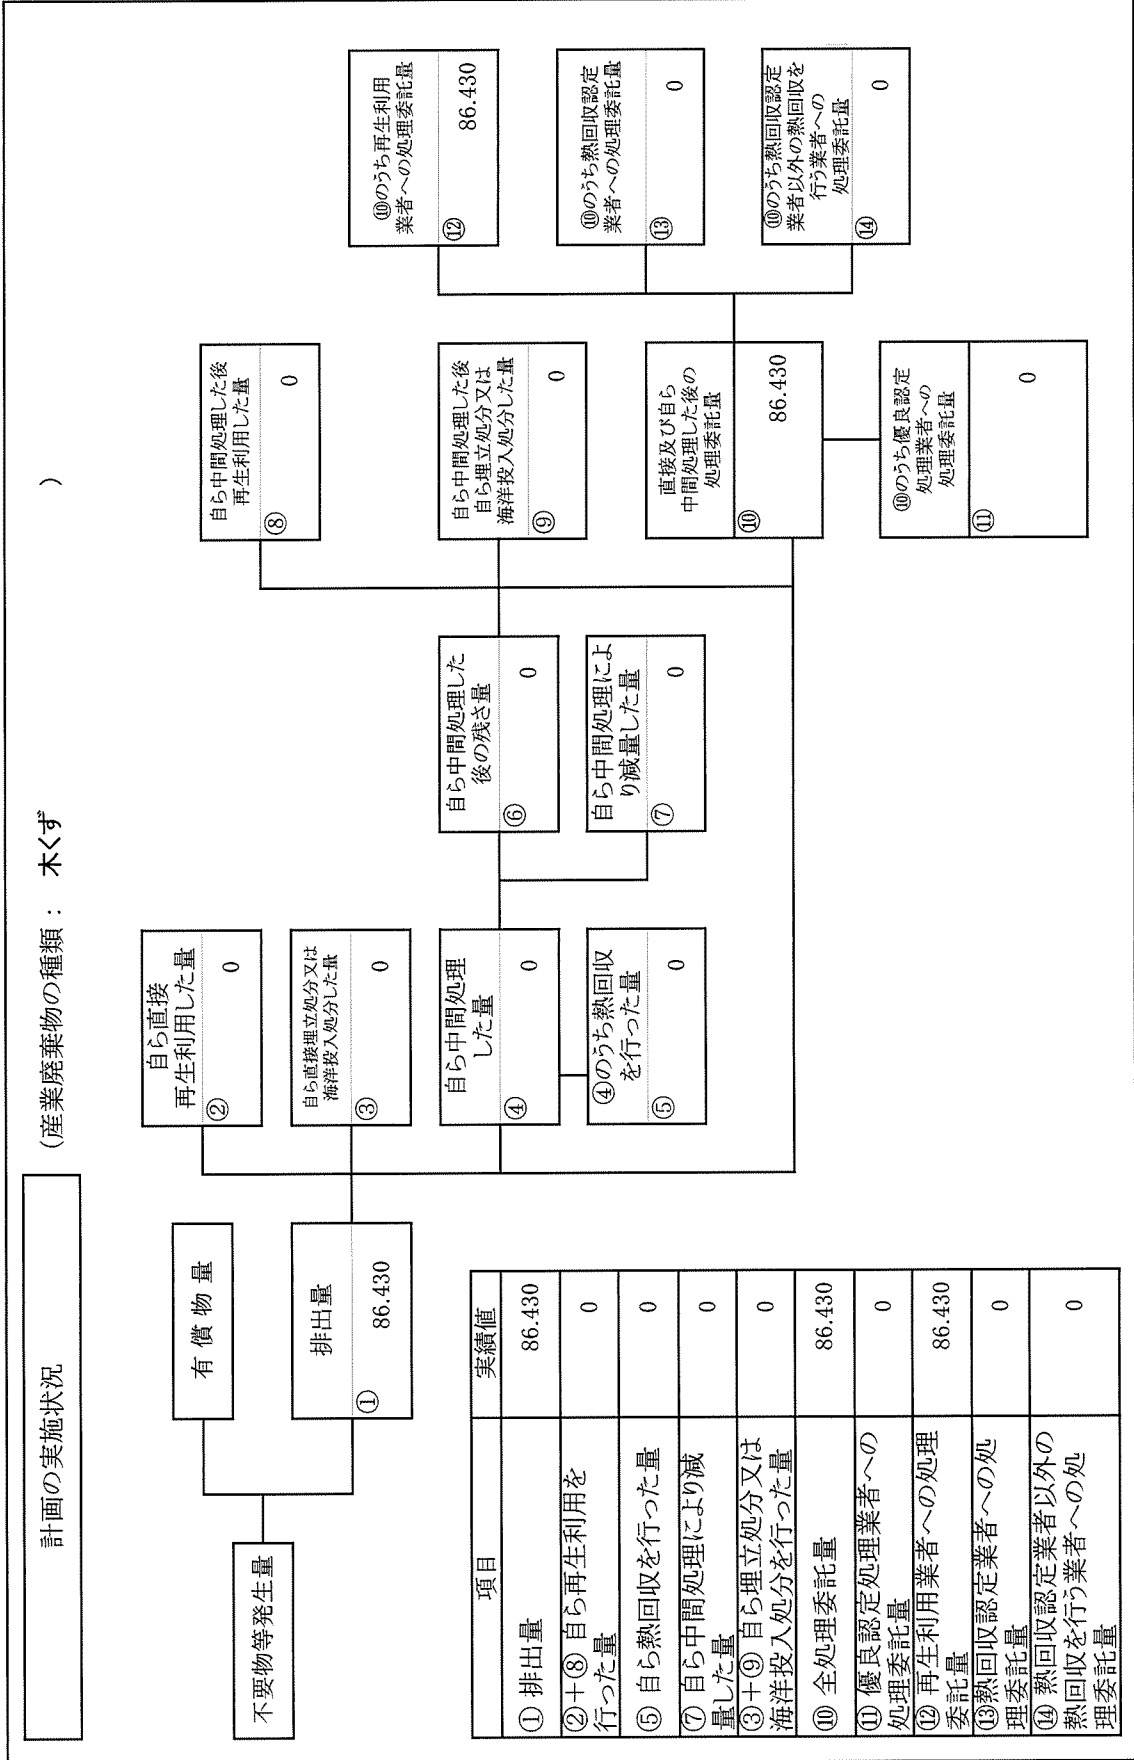 計画の実施状況
(産業廃棄物の種類： 木くず )
不要物等発生量
有償物量
排出量
① 86.430
自ら直接
再生利用した量
② 0
自ら直接埋立処分又は
海洋投入処分した量
③ 0
自ら中間処理
した量
④ 0
④のうち熱回収
を行った量
⑤ 0
自ら中間処理した
後の残さ量
⑥ 0
自ら中間処理によ
り減量した量
⑦ 0
自ら中間処理した後
再生利用した量
⑧ 0
自ら中間処理した後
自ら埋立処分又は
海洋投入処分した量
⑨ 0
直接及び自ら
中間処理した後の
処理委託量
⑩ 86.430
⑩のうち優良認定
処理業者への
処理委託量
⑪ 0
⑩のうち再生利用
業者への処理委託量
⑫ 86.430
⑩のうち熱回収認定
業者への処理委託量
⑬ 0
⑩のうち熱回収認定
業者以外の熱回収を
行う業者への
処理委託量
⑭ 0
項目 実績値
① 排出量 86.430
②+⑧ 自ら再生利用を
行った量 0
⑤ 自ら熱回収を行った量 0
⑦ 自ら中間処理により減
量した量 0
③+⑨ 自ら埋立処分又は
海洋投入処分を行った量 0
⑩ 全処理委託量 86.430
⑪ 優良認定処理業者への
処理委託量 0
⑫ 再生利用業者への処理
委託量 86.430
⑬熱回収認定業者への処
理委託量 0
⑭ 熱回収認定業者以外の
熱回収を行う業者への処
理委託量 0